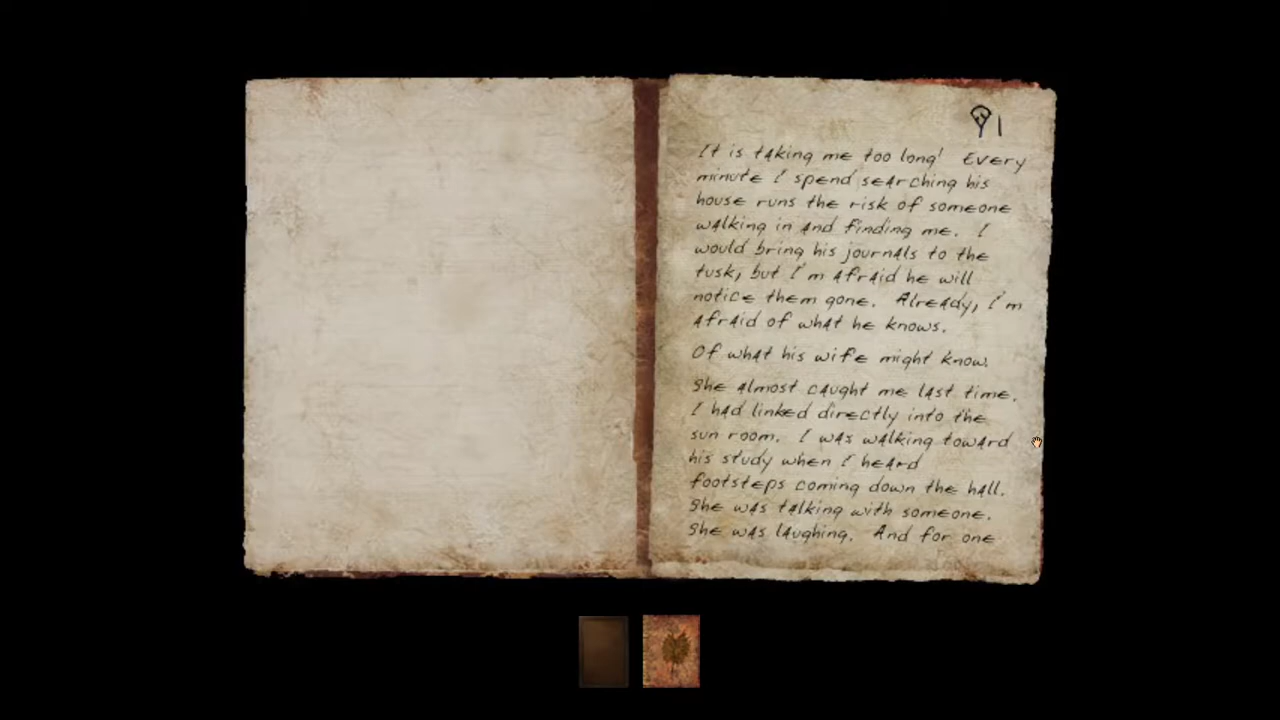 It is taking me too long! Every
minute I spend searching his
house runs the risk of someone
walking in and finding me. I
would bring his journals to the
tusk, but I'm afraid he will
notice them gone. Already, I'm
afraid of what he knows.
Of what his wife might know.
She almost caught me last time.
I had linked directly into the
sun room. I was walking toward
his study when I heard
footsteps coming down the hall.
She was talking with someone.
She was laughing. And for one